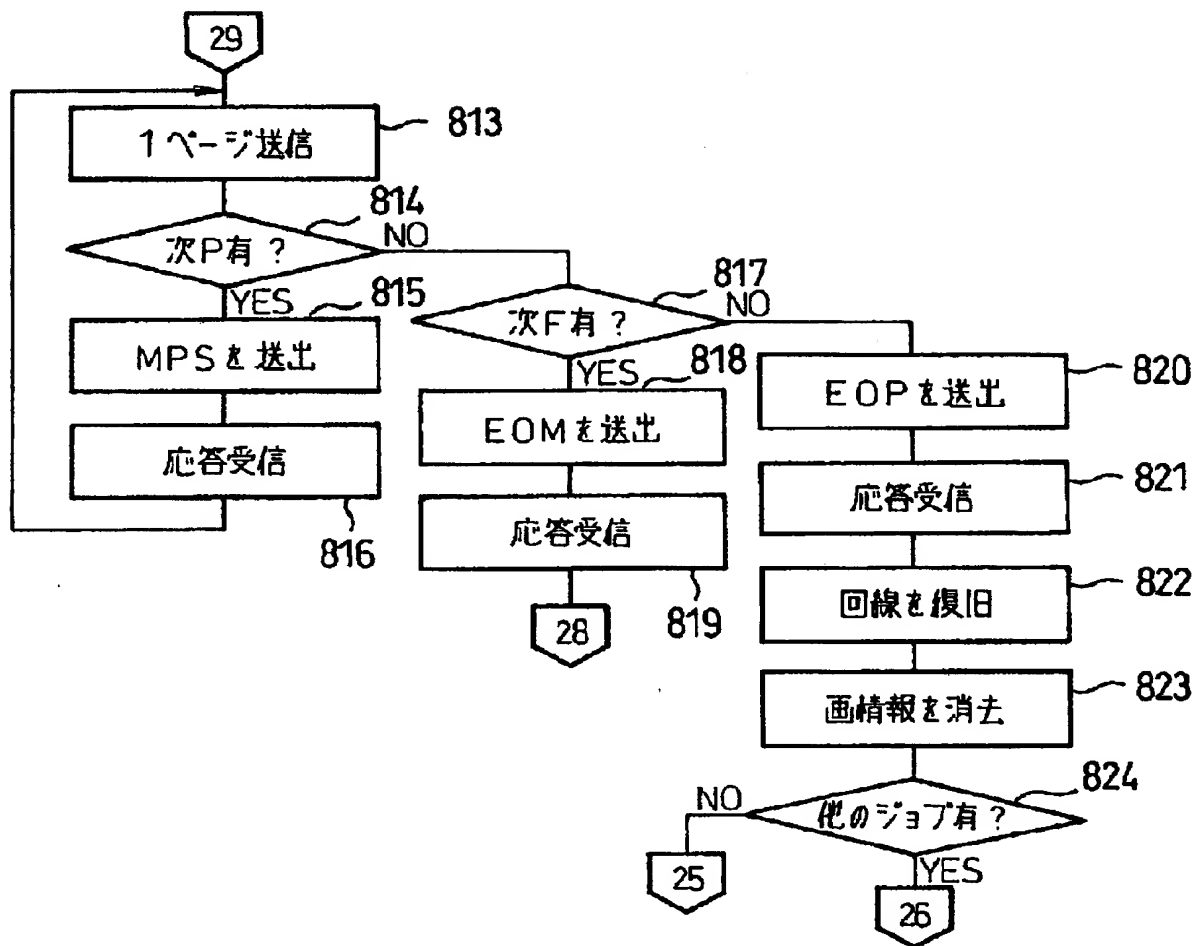 29
1ページ送信
813
次P有?
814
NO
YES
MPSを送出
815
応答受信
816
次F有?
817
NO
YES
EOMを送出
818
応答受信
819
28
EOPを送出
820
応答受信
821
回線を復旧
822
画情報を消去
823
他のジョブ有?
824
NO
25
YES
26